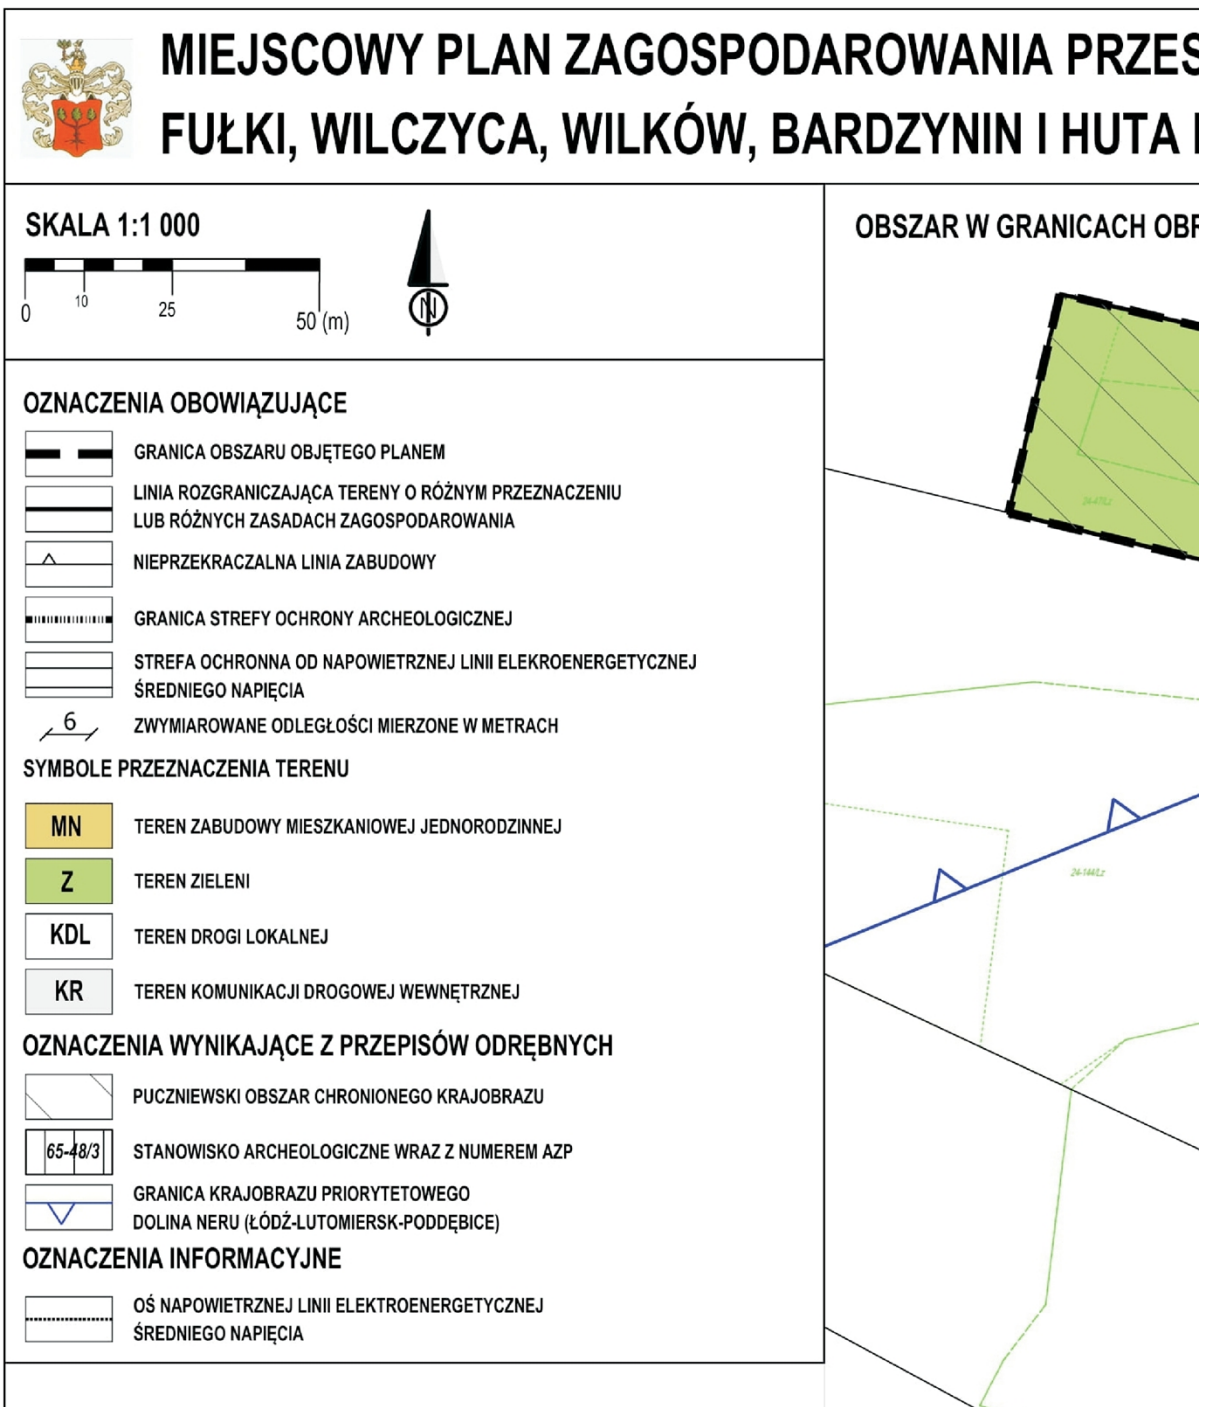 MIEJSCOWY PLAN ZAGOSPODAROWANIA PRZES
FUŁKI, WILCZYCA, WILKÓW, BARDZYNIN I HUTA
SKALA 1:1 000
0 10 25 50 (m)
N
OBSZAR W GRANICACH OBR
OZNACZENIA OBOWIĄZUJĄCE
GRANICA OBSZARU OBJĘTEGO PLANEM
LINIA ROZGRANICZAJĄCA TERENY O RÓŻNYM PRZEZNACZENIU
LUB RÓŻNYCH ZASADACH ZAGOSPODAROWANIA
NIEPRZEKRACZALNA LINIA ZABUDOWY
GRANICA STREFY OCHRONY ARCHEOLOGICZNEJ
STREFA OCHRONNA OD NAPOWIETRZNEJ LINII ELEKROENERGETYCZNEJ
ŚREDNIEGO NAPIĘCIA
6 ZWYMIAROWANE ODLEGŁOŚCI MIERZONE W METRACH
SYMBOLE PRZEZNACZENIA TERENU
MN TEREN ZABUDOWY MIESZKANIOWEJ JEDNORODZINNEJ
Z TEREN ZIELENI
KDL TEREN DROGI LOKALNEJ
KR TEREN KOMUNIKACJI DROGOWEJ WEWNĘTRZNEJ
OZNACZENIA WYNIKAJĄCE Z PRZEPISÓW ODRĘBNYCH
PUCZNIEWSKI OBSZAR CHRONIONEGO KRAJOBRAZU
65-48/3 STANOWISKO ARCHEOLOGICZNE WRAZ Z NUMEREM AZP
GRANICA KRAJOBRAZU PRIORYTETOWEGO
DOLINA NERU (ŁÓDŹ-LUTOMIERSK-PODDĘBICE)
OZNACZENIA INFORMACYJNE
OŚ NAPOWIETRZNEJ LINII ELEKTROENERGETYCZNEJ
ŚREDNIEGO NAPIĘCIA